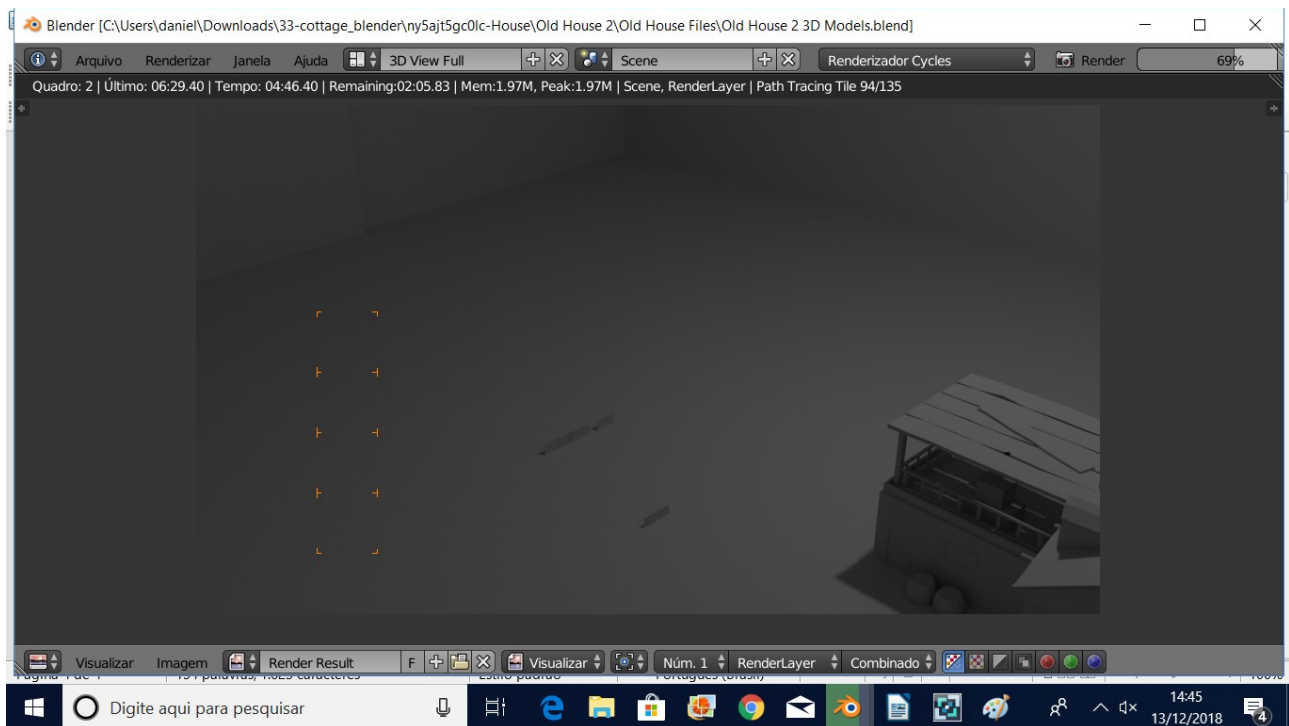 Blender [C:\Users\daniel\Downloads\33-cottage_blender\ny5ajt5gc0lc-House\Old House 2\Old House Files\Old House 2 3D Models.blend]
Arquivo Renderizar Janela Ajuda 3D View Full Scene Renderizador Cycles Render 69%
Quadro: 2 | Último: 06:29.40 | Tempo: 04:46.40 | Remaining:02:05.83 | Mem:1.97M, Peak:1.97M | Scene, RenderLayer | Path Tracing Tile 94/135
Visualizar Imagem Render Result F Visualizar Núm. 1 RenderLayer Combinado
Digite aqui para pesquisar 14:45
13/12/2018 4